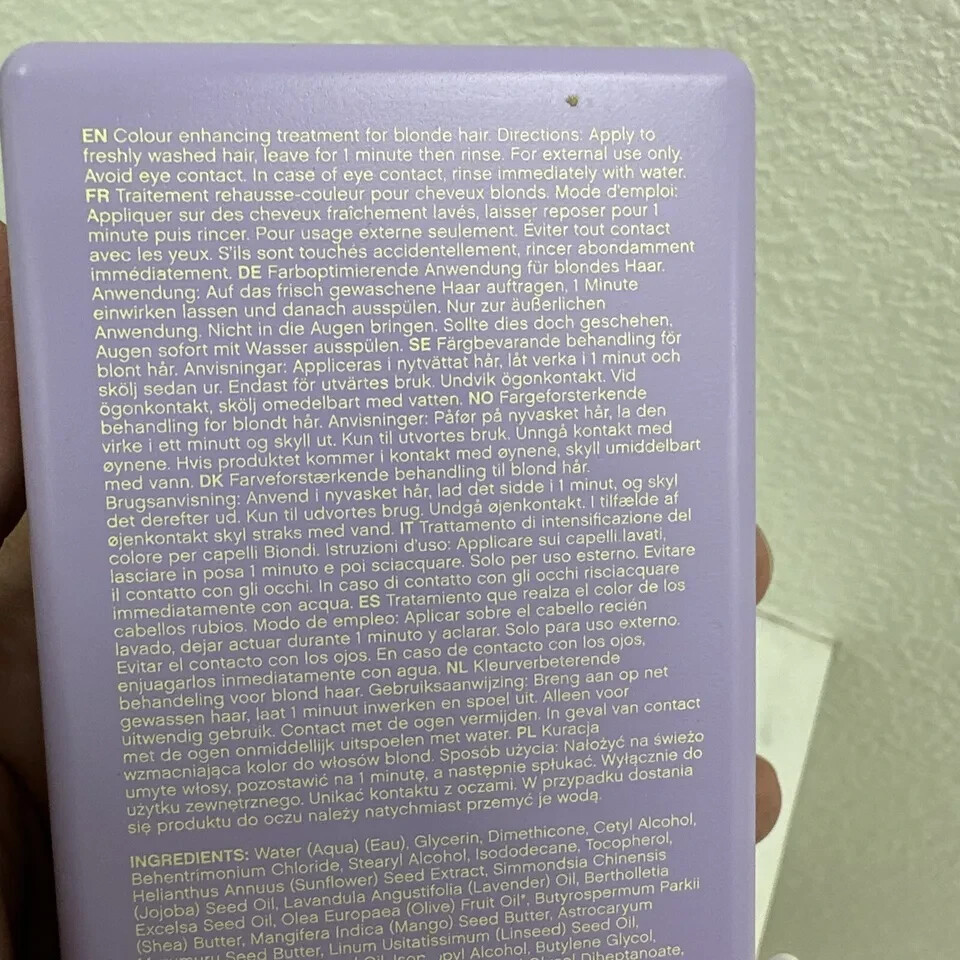 EN Colour enhancing treatment for blonde hair. Directions: Apply to
freshly washed hair, leave for 1 minute then rinse. For external use only.
Avoid eye contact. In case of eye contact, rinse immediately with water.
FR Traitement rehausse-couleur pour cheveux blonds. Mode d'emploi:
Appliquer sur des cheveux fraîchement lavés, laisser reposer pour 1
minute puis rincer. Pour usage externe seulement. Éviter tout contact
avec les yeux. S'ils sont touchés accidentellement, rincer abondamment
immédiatement. DE Farboptimierende Anwendung für blondes Haar.
Anwendung: Auf das frisch gewaschene Haar auftragen, 1 Minute
einwirken lassen und danach ausspülen. Nur zur äußerlichen
Anwendung. Nicht in die Augen bringen. Sollte dies doch geschehen,
Augen sofort mit Wasser ausspülen. SE Färgbevarande behandling för
blont hår. Anvisningar: Appliceras i nytvättat hår, låt verka i 1 minut och
skölj sedan ur. Endast för utvärtes bruk. Undvik ögonkontakt. Vid
ögonkontakt, skölj omedelbart med vatten. NO Fargeforsterkende
behandling for blondt hår. Anvisninger: Påfør på nyvasket hår, la den
virke i ett minutt og skyll ut. Kun til utvortes bruk. Unngå kontakt med
øynene. Hvis produktet kommer i kontakt med øynene, skyll umiddelbart
med vann. DK Farveforstærkende behandling til blond hår.
Brugsanvisning: Anvend i nyvasket hår, lad det sidde i 1 minut, og skyl
det derefter ud. Kun til udvortes brug. Undgå øjenkontakt. I tilfælde af
øjenkontakt skyl straks med vand. IT Trattamento di intensificazione del
colore per capelli Biondi. Istruzioni d'uso: Applicare sui capelli lavati,
lasciare in posa 1 minuto e poi sciacquare. Solo per uso esterno. Evitare
il contatto con gli occhi. In caso di contatto con gli occhi risciacquare
immediatamente con acqua. ES Tratamiento que realza el color de los
cabellos rubios. Modo de empleo: Aplicar sobre el cabello recién
lavado, dejar actuar durante 1 minuto y aclarar. Solo para uso externo.
Evitar el contacto con los ojos. En caso de contacto con los ojos,
enjuagarlos inmediatamente con agua. NL Kleurverbeterende
behandeling voor blond haar. Gebruiksaanwijzing: Breng aan op net
gewassen haar, laat 1 minuut inwerken en spoel uit. Alleen voor
uitwendig gebruik. Contact met de ogen vermijden. In geval van contact
met de ogen onmiddellijk uitspoelen met water. PL Kuracja
wzmacniająca kolor do włosów blond. Sposób użycia: Nałożyć na świeżo
umyte włosy, pozostawić na 1 minutę, a następnie spłukać. Wyłącznie do
użytku zewnętrznego. Unikać kontaktu z oczami. W przypadku dostania
się produktu do oczu należy natychmiast przemyć je wodą.
INGREDIENTS: Water (Aqua) (Eau), Glycerin, Dimethicone, Cetyl Alcohol,
Behentrimonium Chloride, Stearyl Alcohol, Isododecane, Tocopherol,
Helianthus Annuus (Sunflower) Seed Extract, Simmondsia Chinensis
(Jojoba) Seed Oil, Lavandula Angustifolia (Lavender) Oil, Bertholletia
Excelsa Seed Oil, Olea Europaea (Olive) Fruit Oil*, Butyrospermum Parkii
(Shea) Butter, Mangifera Indica (Mango) Seed Butter, Astrocaryum
Seed Butter, Linum Usitatissimum (Linseed) Seed Oil,
Alcohol, Butylene Glycol,
Diheptanoate,